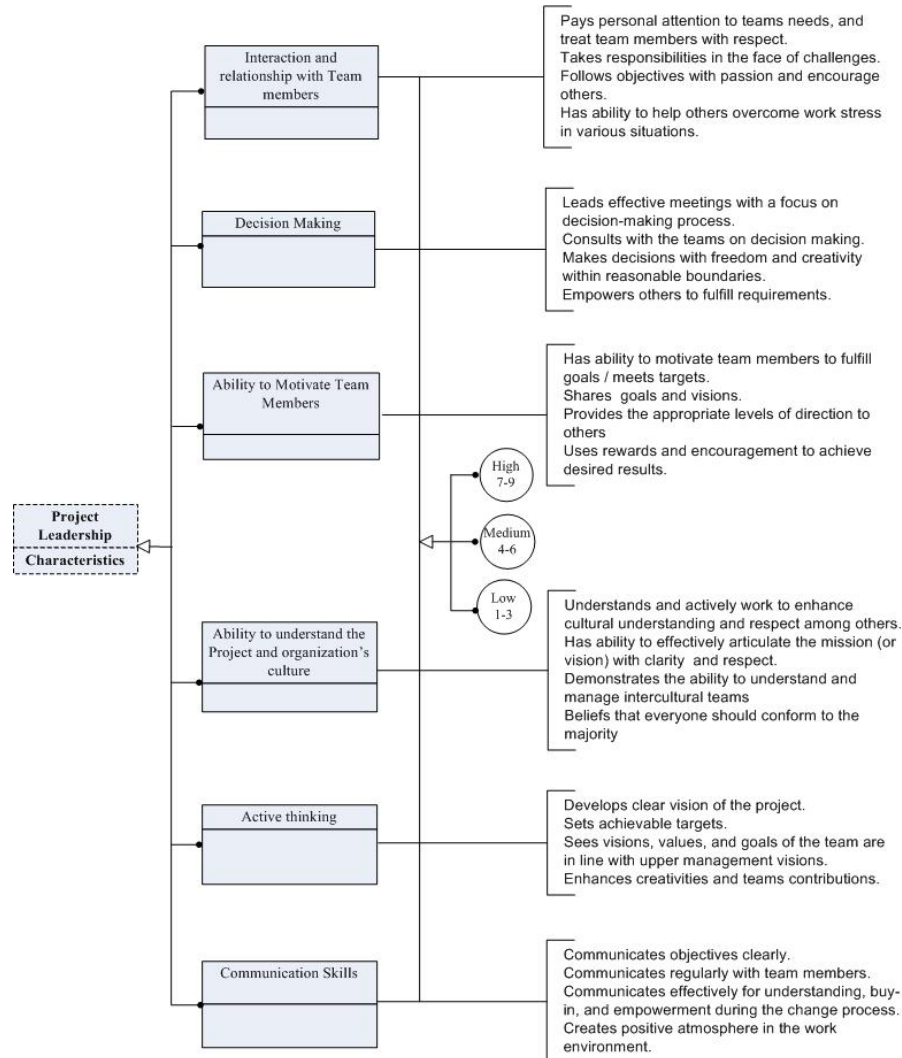 Interaction and
relationship with Team
members
Pays personal attention to teams needs, and
treat team members with respect.
Takes responsibilities in the face of challenges.
Follows objectives with passion and encourage
others.
Has ability to help others overcome work stress
in various situations.
Decision Making
Leads effective meetings with a focus on
decision-making process.
Consults with the teams on decision making.
Makes decisions with freedom and creativity
within reasonable boundaries.
Empowers others to fulfill requirements.
Ability to Motivate Team
Members
Has ability to motivate team members to fulfill
goals / meets targets.
Shares goals and visions.
Provides the appropriate levels of direction to
others
Uses rewards and encouragement to achieve
desired results.
High
7-9
Medium
4-6
Low
1-3
Project
Leadership
Characteristics
Ability to understand the
Project and organization's
culture
Understands and actively work to enhance
cultural understanding and respect among others.
Has ability to effectively articulate the mission (or
vision) with clarity and respect.
Demonstrates the ability to understand and
manage intercultural teams
Beliefs that everyone should conform to the
majority
Active thinking
Develops clear vision of the project.
Sets achievable targets.
Sees visions, values, and goals of the team are
in line with upper management visions.
Enhances creativities and teams contributions.
Communication Skills
Communicates objectives clearly.
Communicates regularly with team members.
Communicates effectively for understanding, buy-
in, and empowerment during the change process.
Creates positive atmosphere in the work
environment.